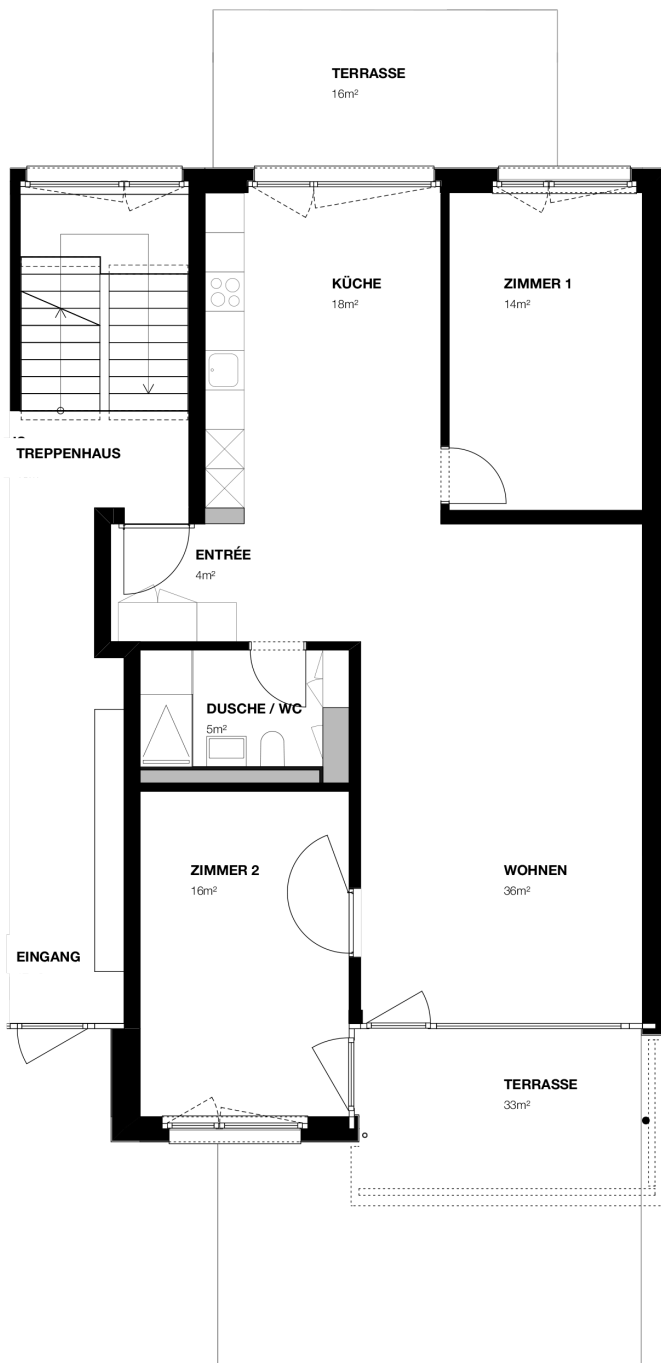 TERRASSE
16m²
KÜCHE
18m²
ZIMMER 1
14m²
TREPPENHAUS
ENTRÉE
4m²
DUSCHE / WC
5m²
ZIMMER 2
16m²
WOHNEN
36m²
EINGANG
TERRASSE
33m²